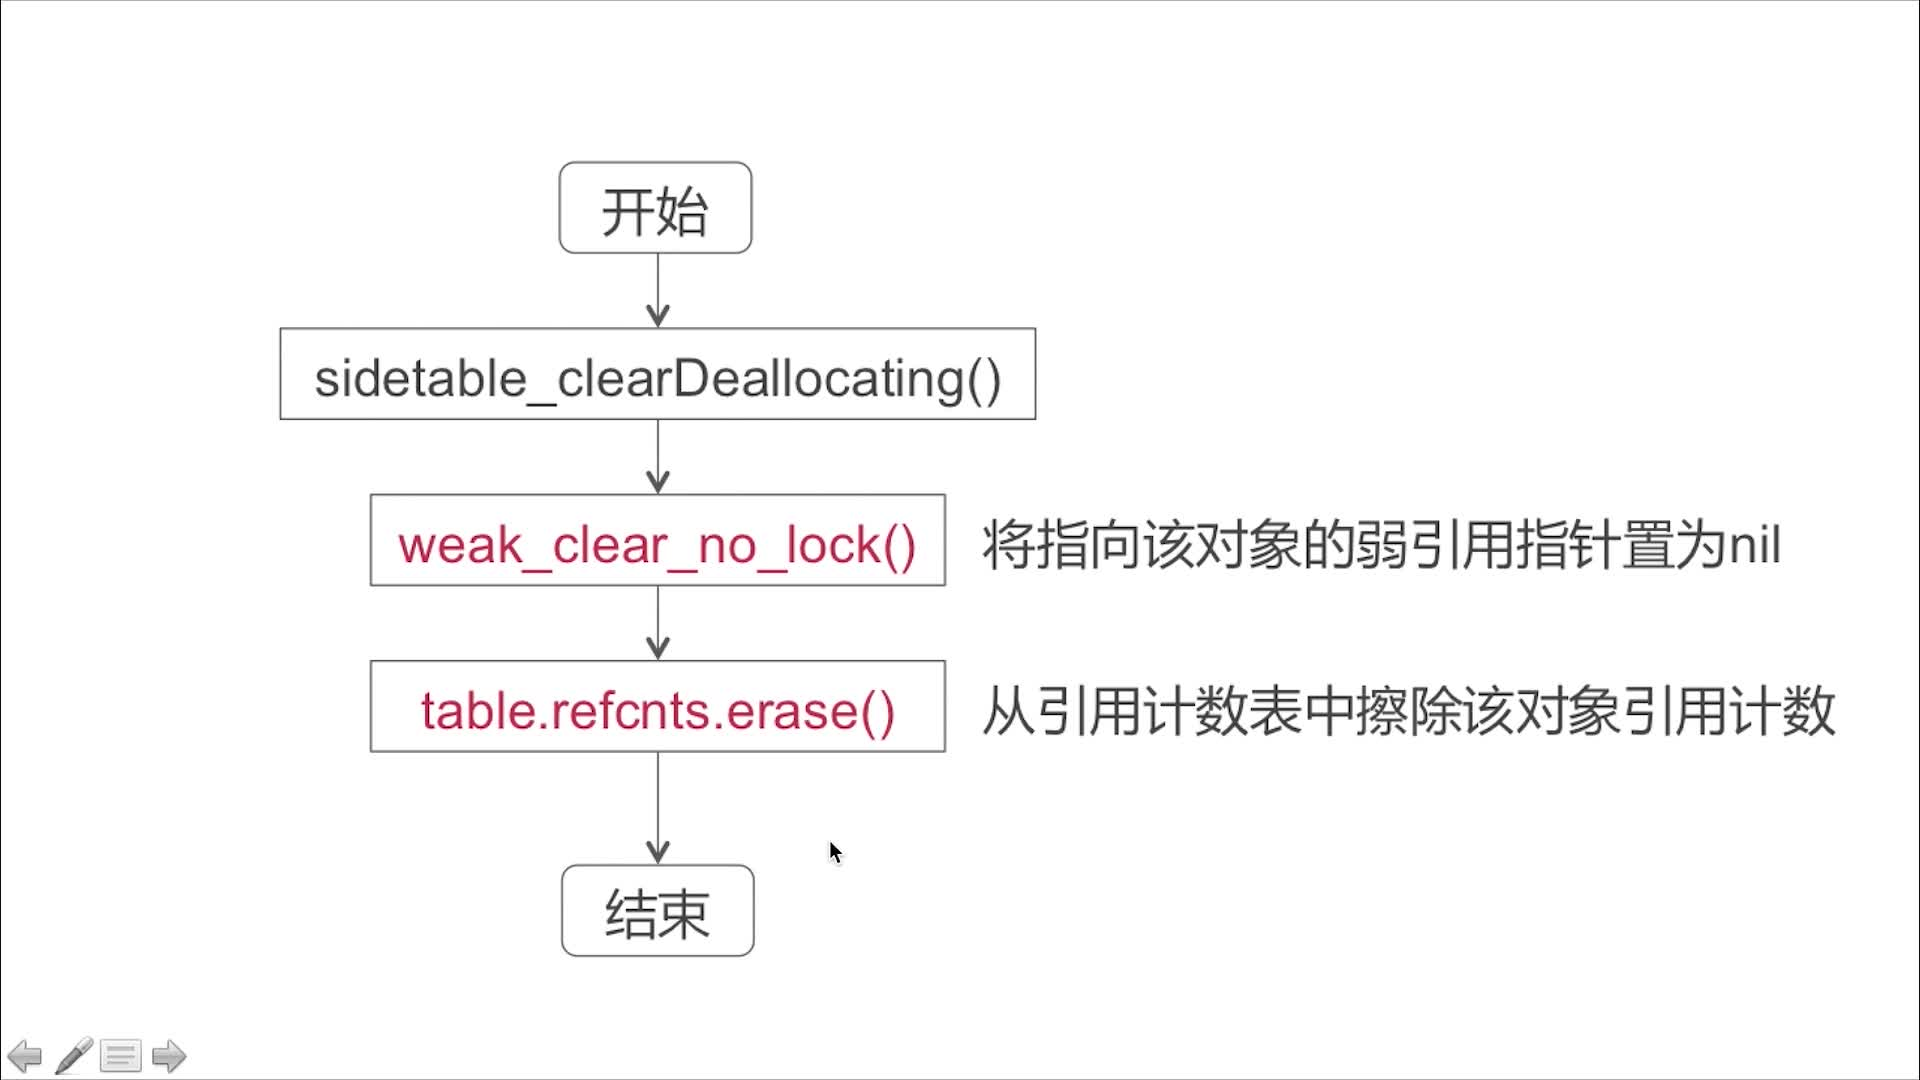 开始
sidetable_clearDeallocating()
weak_clear_no_lock()
将指向该对象的弱引用指针置为nil
table.refcnts.erase()
从引用计数表中擦除该对象引用计数
结束